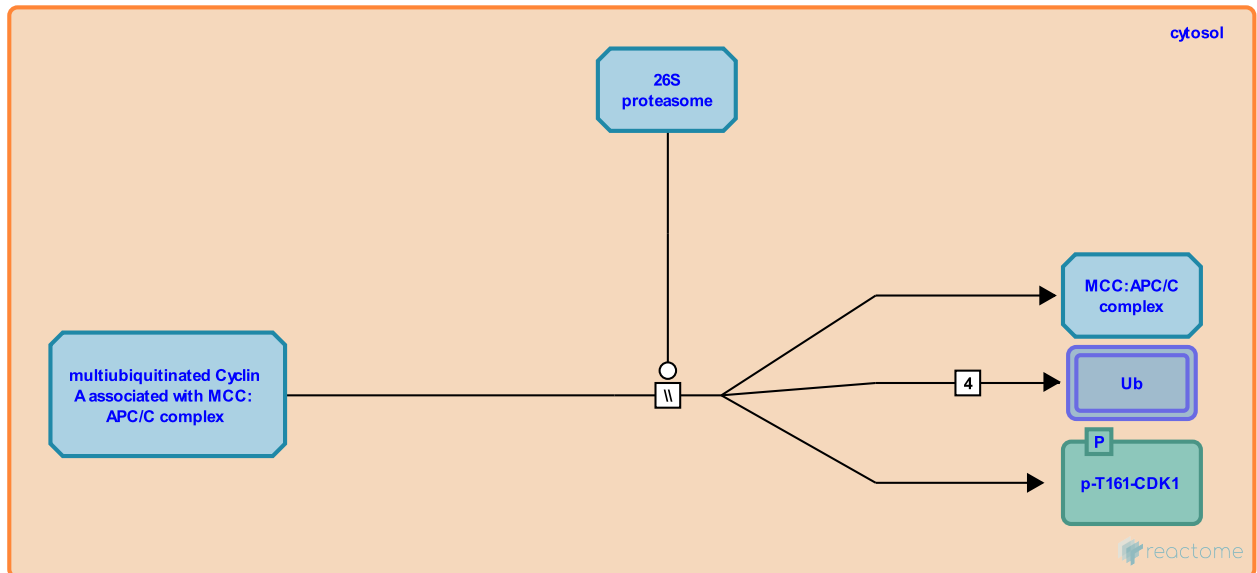 cytosol
26S
proteasome
MCC:APC/C
complex
multiubiquitinated Cyclin
A associated with MCC:
APC/C complex
\\
4
Ub
P
p-T161-CDK1
reactome